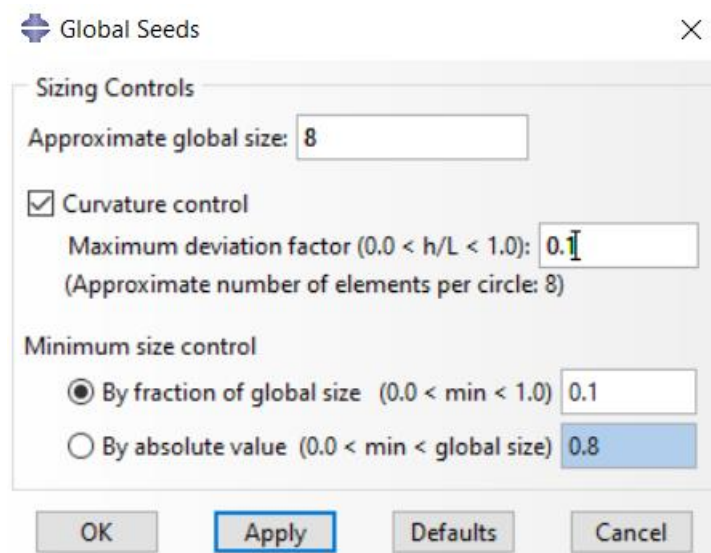 Global Seeds
Sizing Controls
Approximate global size: 8
Curvature control
Maximum deviation factor (0.0 < h/L < 1.0): 0.1
(Approximate number of elements per circle: 8)
Minimum size control
By fraction of global size (0.0 < min < 1.0) 0.1
By absolute value (0.0 < min < global size) 0.8
OK Apply Defaults Cancel